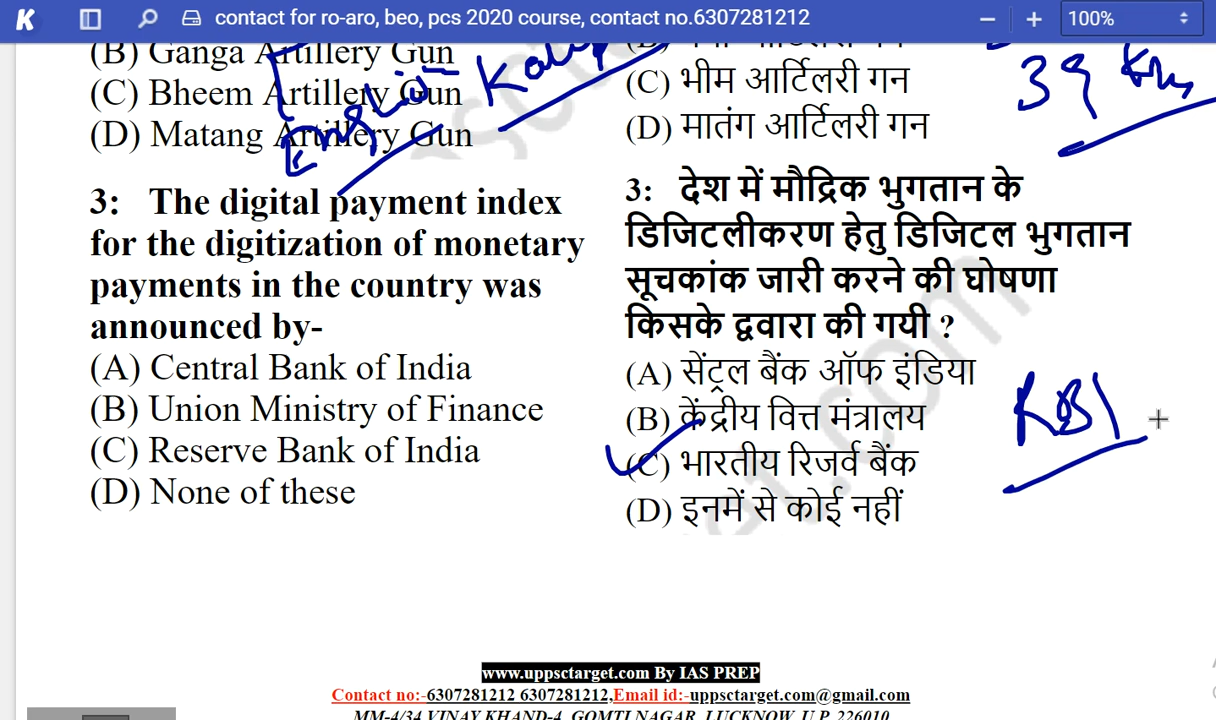 contact for ro-aro, beo, pcs 2020 course, contact no.6307281212
100%
(B) Ganga Artillery Gun
(C) Bheem Artillery Gun
(D) Matang Artillery Gun
English
3: The digital payment index
for the digitization of monetary
payments in the country was
announced by-
(A) Central Bank of India
(B) Union Ministry of Finance
(C) Reserve Bank of India
(D) None of these
(C) भीम आर्टिलरी गन
(D) मातंग आर्टिलरी गन
39 Km
3: देश में मौद्रिक भुगतान के
डिजिटलीकरण हेतु डिजिटल भुगतान
सूचकांक जारी करने की घोषणा
किसके द्वारा की गयी ?
(A) सेंट्रल बैंक ऑफ इंडिया
(B) केंद्रीय वित्त मंत्रालय
(C) भारतीय रिजर्व बैंक
(D) इनमें से कोई नहीं
RBI
www.uppsctarget.com By IAS PREP
Contact no:-6307281212 6307281212,Email id:-uppsctarget.com@gmail.com
MM-4/34 VINAY KHAND-4, GOMTI NAGAR, LUCKNOW, U.P. 226010